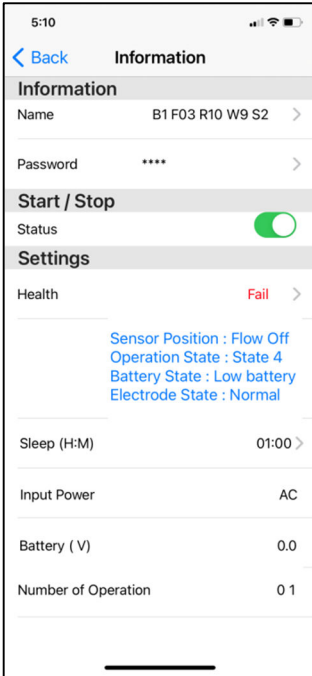 5:10
Back Information
Information
Name B1 F03 R10 W9 S2
Password ****
Start / Stop
Status
Settings
Health Fail
Sensor Position : Flow Off
Operation State : State 4
Battery State : Low battery
Electrode State : Normal
Sleep (H:M) 01:00
Input Power AC
Battery ( V) 0.0
Number of Operation 0 1